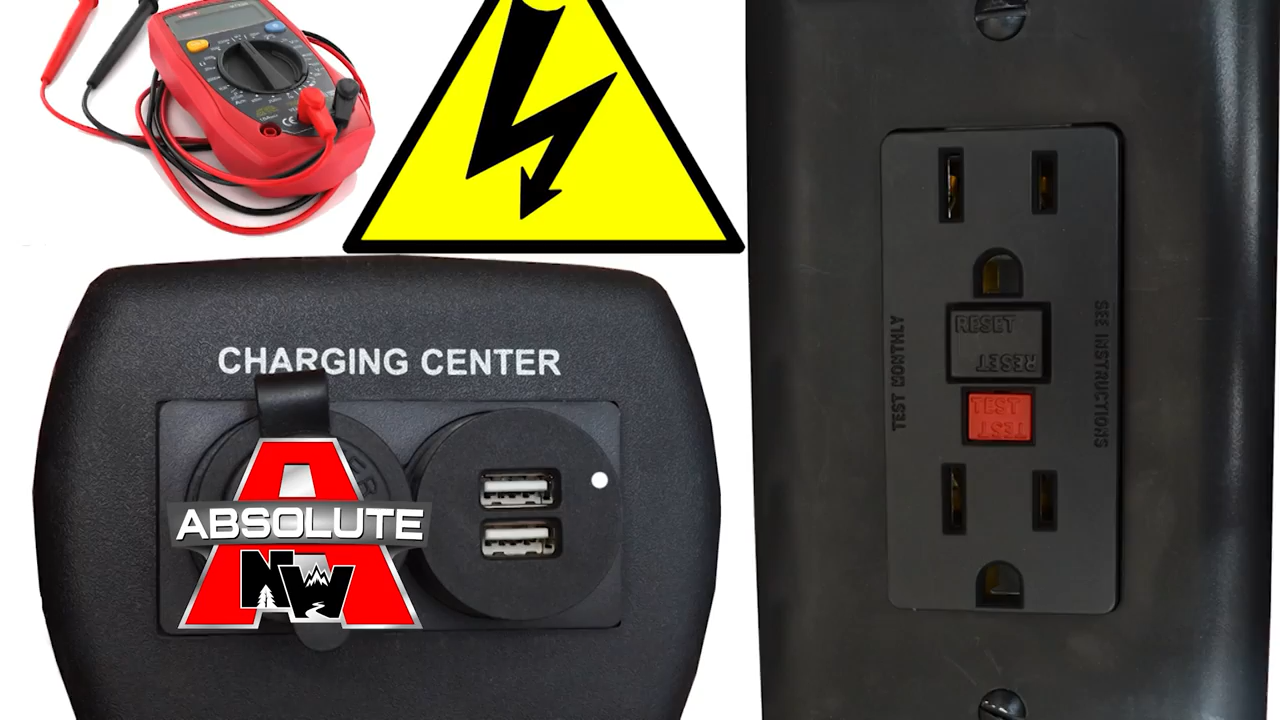 CHARGING CENTER
ABSOLUTE
NW
RESET
RESET
TEST
TEST
TEST MONTHLY
SEE INSTRUCTIONS